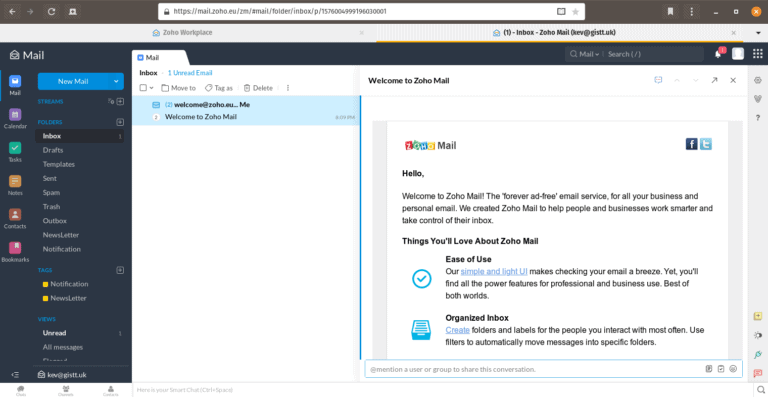 https://mail.zoho.eu/zm/#mail/folder/inbox/p/1576004999196030001
Zoho Workplace
(1) - Inbox - Zoho Mail (kev@gistt.uk)
Mail
Mail
Mail
Search ( / )
New Mail
STREAMS
FOLDERS
Inbox 1
Drafts
Templates
Sent
Spam
Trash
Outbox
NewsLetter
Notification
TAGS
Notification
NewsLetter
VIEWS
Unread 1
All messages
kev@gistt.uk
Mail
Calendar
Tasks
Notes
Contacts
Bookmarks
Inbox · 1 Unread Email
Move to Tag as Delete
(2) welcome@zoho.eu... Me
2 Welcome to Zoho Mail 8:09 PM
Welcome to Zoho Mail
ZOHO Mail
Hello,
Welcome to Zoho Mail! The 'forever ad-free' email service, for all your business and
personal email. We created Zoho Mail to help people and businesses work smarter and
take control of their inbox.
Things You'll Love About Zoho Mail
Ease of Use
Our simple and light UI makes checking your email a breeze. Yet, you'll
find all the power features for professional and business use. Best of
both worlds.
Organized Inbox
Create folders and labels for the people you interact with most often. Use
filters to automatically move messages into specific folders.
@mention a user or group to share this conversation.
Chats Channels Contacts
Here is your Smart Chat (Ctrl+Space)